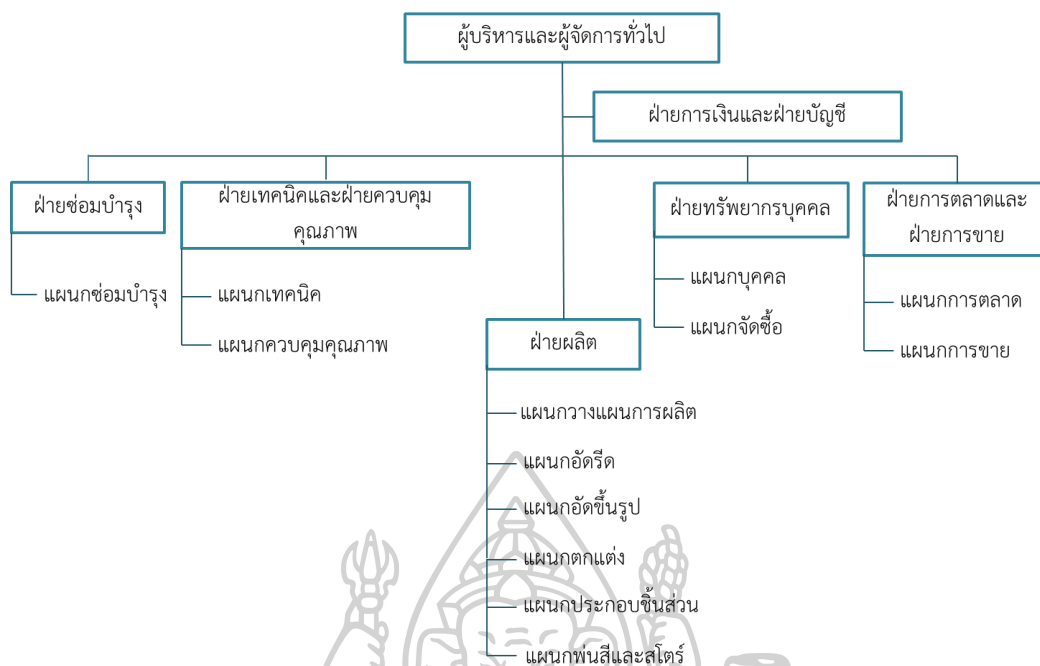 ผู้บริหารและผู้จัดการทั่วไป
ฝ่ายการเงินและฝ่ายบัญชี
ฝ่ายซ่อมบำรุง
แผนกซ่อมบำรุง
ฝ่ายเทคนิคและฝ่ายควบคุม
คุณภาพ
แผนกเทคนิค
แผนกควบคุมคุณภาพ
ฝ่ายผลิต
แผนกวางแผนการผลิต
แผนกอัดรีด
แผนกอัดขึ้นรูป
แผนกตกแต่ง
แผนกประกอบชิ้นส่วน
แผนกพ่นสีและสโตร์
ฝ่ายทรัพยากรบุคคล
แผนกบุคคล
แผนกจัดซื้อ
ฝ่ายการตลาดและ
ฝ่ายการขาย
แผนกการตลาด
แผนกการขาย